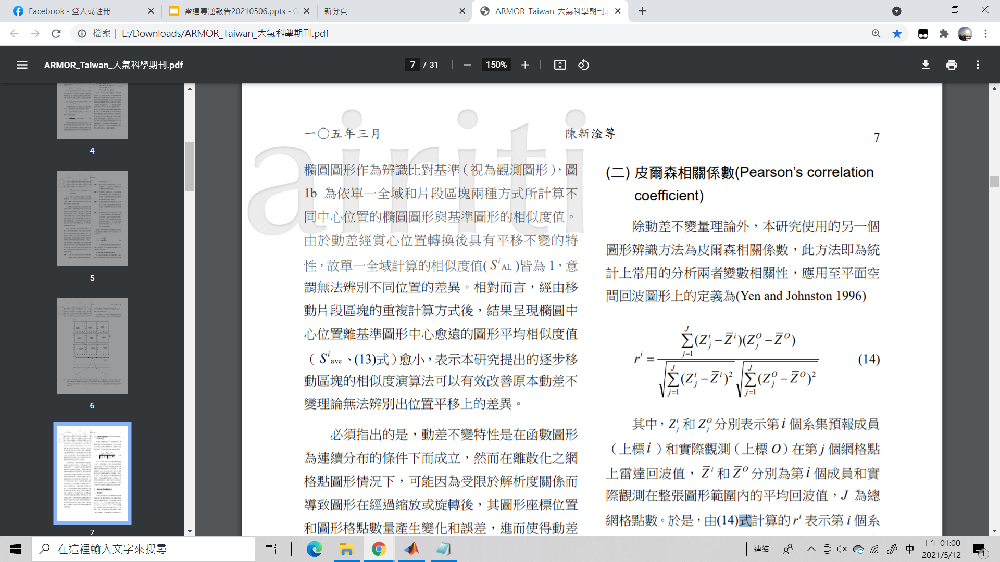 Facebook - 登入或註冊
雷達專題報告20210506.pptx - G
新分頁
ARMOR_Taiwan_大氣科學期刊.p
檔案
E:/Downloads/ARMOR_Taiwan_大氣科學期刊.pdf
ARMOR_Taiwan_大氣科學期刊.pdf
7 / 31
150%
4
5
6
7
airiti
一〇五年三月
陳新淦等
7
橢圓圖形作為辨識比對基準（視為觀測圖形），圖
1b 為依單一全域和片段區塊兩種方式所計算不
同中心位置的橢圓圖形與基準圖形的相似度值。
由於動差經質心位置轉換後具有平移不變的特
性，故單一全域計算的相似度值( S^i_AL )皆為 1，意
謂無法辨別不同位置的差異。相對而言，經由移
動片段區塊的重複計算方式後，結果呈現橢圓中
心位置離基準圖形中心愈遠的圖形平均相似度值
（ S^i_ave、(13)式）愈小，表示本研究提出的逐步移
動區塊的相似度演算法可以有效改善原本動差不
變理論無法辨別出位置平移上的差異。
必須指出的是，動差不變特性是在函數圖形
為連續分布的條件下而成立，然而在離散化之網
格點圖形情況下，可能因為受限於解析度關係而
導致圖形在經過縮放或旋轉後，其圖形座標位置
和圖形格點數量產生變化和誤差，進而使得動差
(二) 皮爾森相關係數(Pearson’s correlation
coefficient)
除動差不變量理論外，本研究使用的另一個
圖形辨識方法為皮爾森相關係數，此方法即為統
計上常用的分析兩者變數相關性，應用至平面空
間回波圖形上的定義為(Yen and Johnston 1996)
r^i = ∑_{j=1}^{J}(Z_j^i − Z̅^i)(Z_j^O − Z̅^O) / √∑_{j=1}^{J}(Z_j^i − Z̅^i)^2 √∑_{j=1}^{J}(Z_j^O − Z̅^O)^2 (14)
其中，Z_j^i 和 Z_j^O 分別表示第 i 個系集預報成員
（上標 i ）和實際觀測（上標 O）在第 j 個網格點
上雷達回波值， Z̅^i 和 Z̅^O 分別為第 i 個成員和實
際觀測在整張圖形範圍內的平均回波值，J 為總
網格點數。於是，由(14)式計算的 r^i 表示第 i 個系
在這裡輸入文字來搜尋
連結
中
上午 01:00
2021/5/12
1